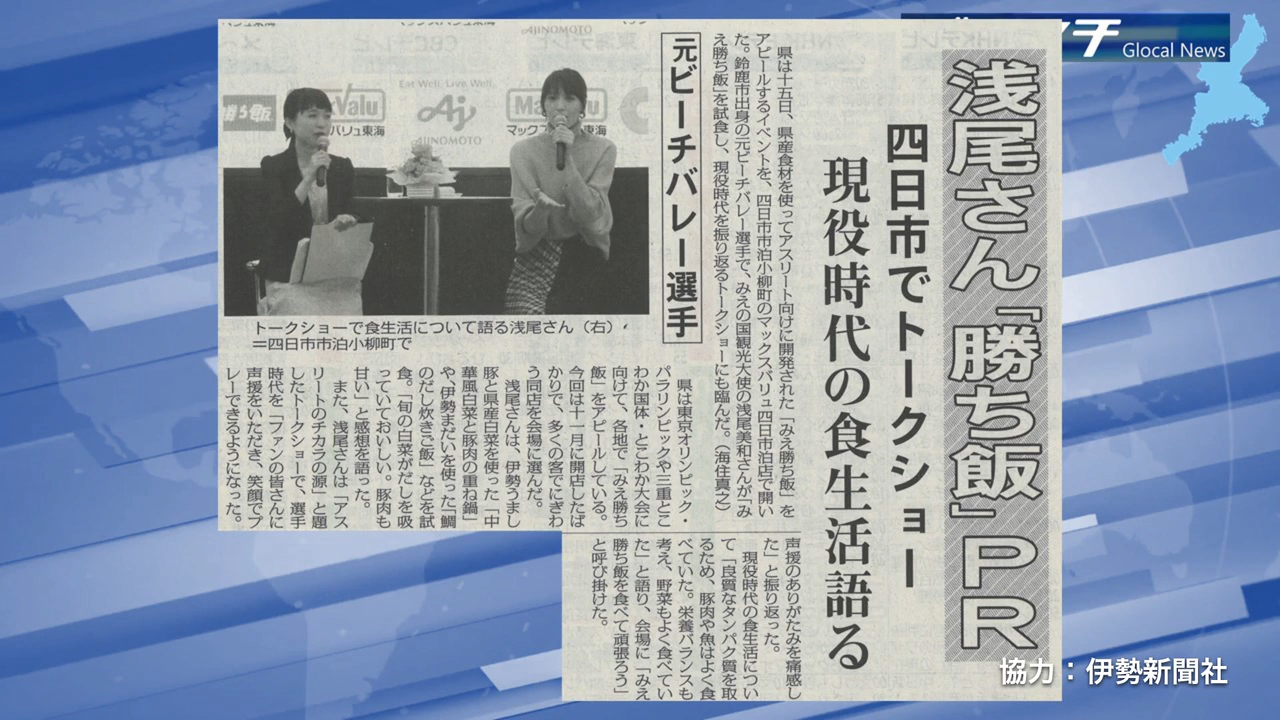 チ
Glocal News
浅尾さん「勝ち飯」PR
四日市でトークショー
現役時代の食生活語る
元ビーチバレー選手
県は十五日、県産食材を使ってアスリート向けに開発された「みえ勝ち飯」を
アピールするイベントを、四日市市泊小柳町のマックスバリュ四日市泊店で開い
た。鈴鹿市出身の元ビーチバレー選手で、みえの国観光大使の浅尾美和さんが「み
え勝ち飯」を試食し、現役時代を振り返るトークショーにも臨んだ。（海住真之）
AJINOMOTO
Eat Well, Live Well.
勝ち飯
Valu
バリュ東海
Aj
AJINOMOTO
マックス
リュ東海
トークショーで食生活について語る浅尾さん（右）
＝四日市市泊小柳町で
県は東京オリンピック・
パラリンピックや三重とこ
わか国体・とこわか大会に
向けて、各地で「みえ勝ち
飯」をアピールしている。
今回は十一月に開店したば
かりで、多くの客でにぎわ
う同店を会場に選んだ。
浅尾さんは、伊勢うまし
豚と県産白菜を使った「中
華風白菜と豚肉の重ね鍋」
や、伊勢まだいを使った「鯛
のだし炊きご飯」などを試
食。「旬の白菜がだしを吸
っていておいしい。豚肉も
甘い」と感想を語った。
また、浅尾さんは「アス
リートのチカラの源」と題
したトークショーで、選手
時代を「ファンの皆さんに
声援をいただき、笑顔でプ
レーできるようになった。
声援のありがたみを痛感し
た」と振り返った。
現役時代の食生活につい
て「良質なタンパク質を取
るため、豚肉や魚はよく食
べていた。栄養バランスも
考え、野菜もよく食べてい
た」と語り、会場に「みえ
勝ち飯を食べて頑張ろう」
と呼び掛けた。
協力：伊勢新聞社